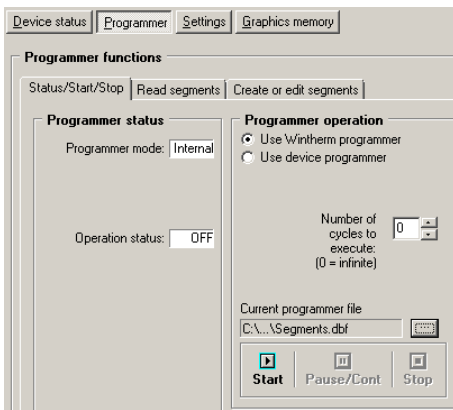 Device status Programmer Settings Graphics memory
Programmer functions
Status/Start/Stop Read segments Create or edit segments
Programmer status
Programmer mode: Internal
Operation status: OFF
Programmer operation
Use Wintherm programmer
Use device programmer
Number of
cycles to
execute:
(0 = infinite)
0
Current programmer file
C:\...\Segments.dbf
...
Start Pause/Cont Stop